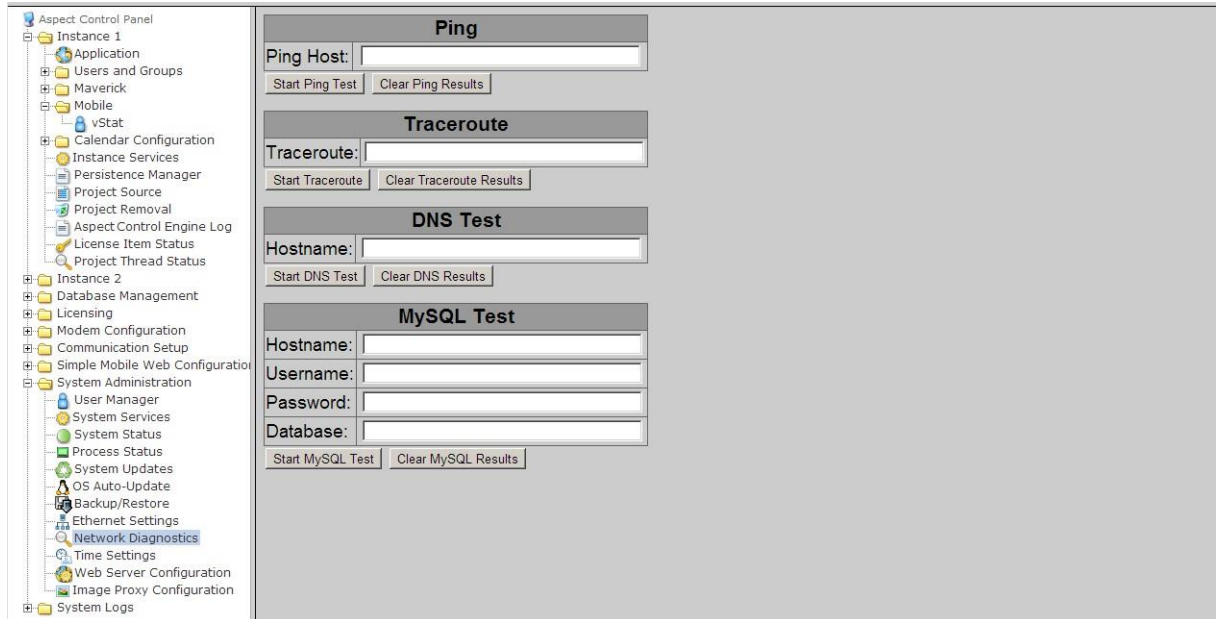 Aspect Control Panel
Instance 1
Application
Users and Groups
Maverick
Mobile
vStat
Calendar Configuration
Instance Services
Persistence Manager
Project Source
Project Removal
Aspect Control Engine Log
License Item Status
Project Thread Status
Instance 2
Database Management
Licensing
Modem Configuration
Communication Setup
Simple Mobile Web Configuratio
System Administration
User Manager
System Services
System Status
Process Status
System Updates
OS Auto-Update
Backup/Restore
Ethernet Settings
Network Diagnostics
Time Settings
Web Server Configuration
Image Proxy Configuration
System Logs
Ping
Ping Host:
Start Ping Test Clear Ping Results
Traceroute
Traceroute:
Start Traceroute Clear Traceroute Results
DNS Test
Hostname:
Start DNS Test Clear DNS Results
MySQL Test
Hostname:
Username:
Password:
Database:
Start MySQL Test Clear MySQL Results